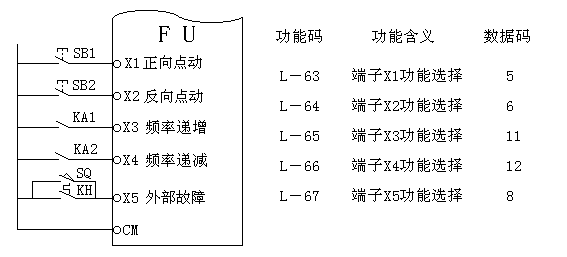 F U
SB1
X1 正向点动
SB2
X2 反向点动
KA1
X3 频率递增
KA2
X4 频率递减
SQ
KH
X5 外部故障
CM
功能码 功能含义 数据码
L—63 端子X1功能选择 5
L—64 端子X2功能选择 6
L—65 端子X3功能选择 11
L—66 端子X4功能选择 12
L—67 端子X5功能选择 8